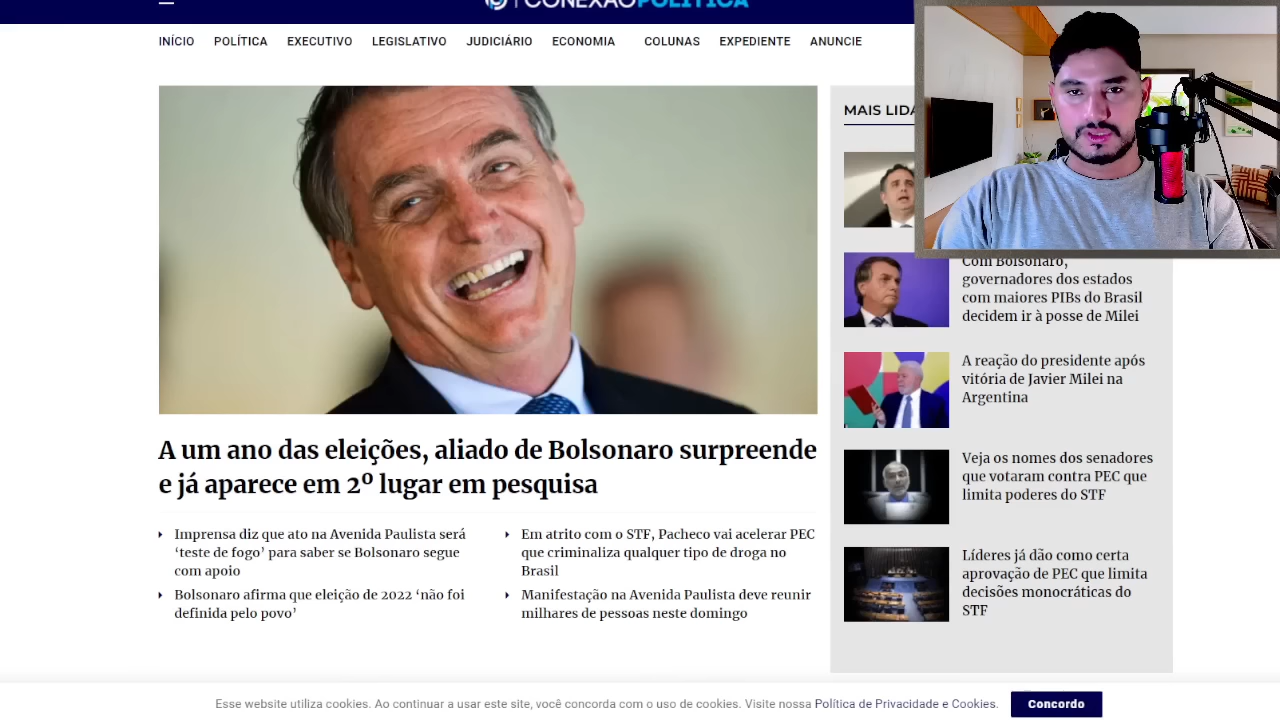 CONEXÃOPOLÍTICA
INÍCIO POLÍTICA EXECUTIVO LEGISLATIVO JUDICIÁRIO ECONOMIA COLUNAS EXPEDIENTE ANUNCIE
A um ano das eleições, aliado de Bolsonaro surpreende
e já aparece em 2º lugar em pesquisa
Imprensa diz que ato na Avenida Paulista será
‘teste de fogo’ para saber se Bolsonaro segue
com apoio
Bolsonaro afirma que eleição de 2022 ‘não foi
definida pelo povo’
Em atrito com o STF, Pacheco vai acelerar PEC
que criminaliza qualquer tipo de droga no
Brasil
Manifestação na Avenida Paulista deve reunir
milhares de pessoas neste domingo
MAIS LIDA
Com Bolsonaro,
governadores dos estados
com maiores PIBs do Brasil
decidem ir à posse de Milei
A reação do presidente após
vitória de Javier Milei na
Argentina
Veja os nomes dos senadores
que votaram contra PEC que
limita poderes do STF
Líderes já dão como certa
aprovação de PEC que limita
decisões monocráticas do
STF
Esse website utiliza cookies. Ao continuar a usar este site, você concorda com o uso de cookies. Visite nossa Política de Privacidade e Cookies.
Concordo